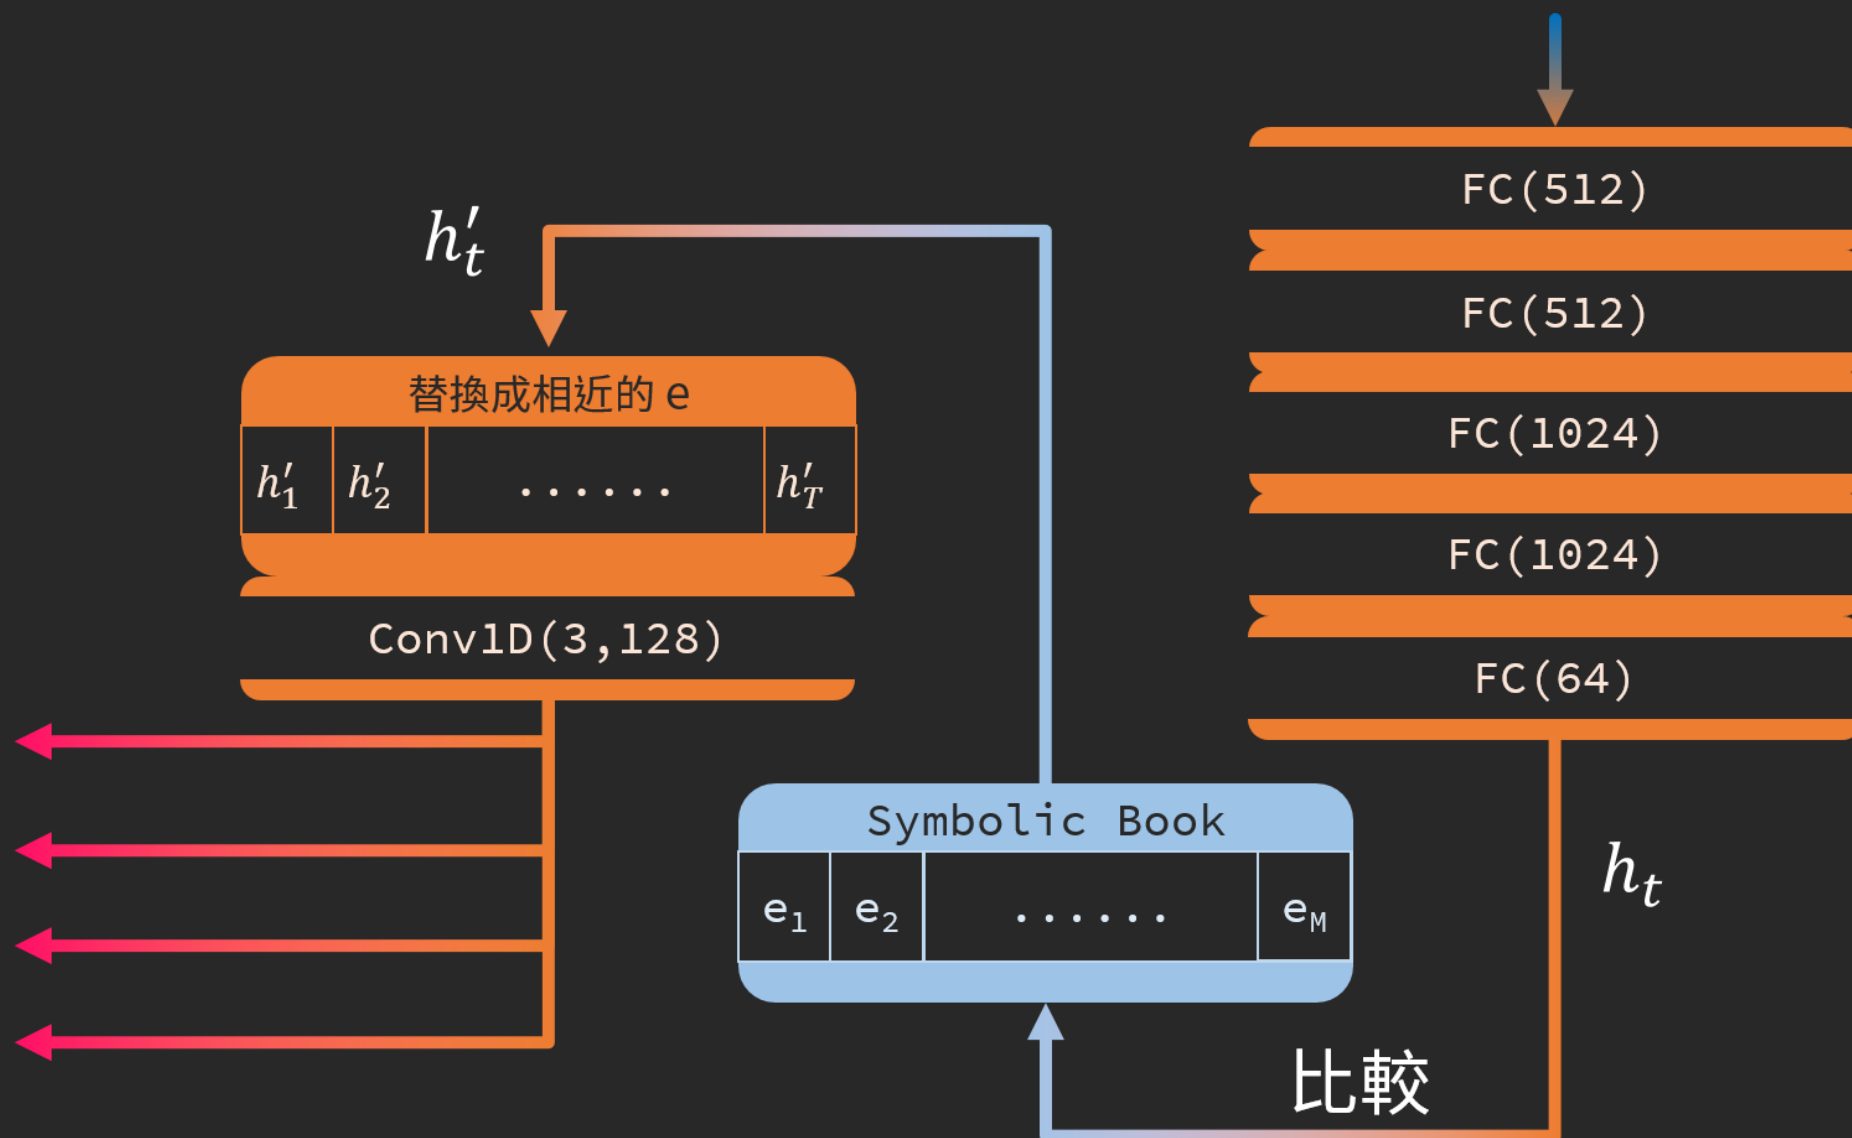 FC(512)
FC(512)
FC(1024)
FC(1024)
FC(64)
h_t
比較
Symbolic Book
e_1 e_2 ...... e_M
h'_t
替換成相近的 e
h'_1 h'_2 ...... h'_T
Conv1D(3,128)